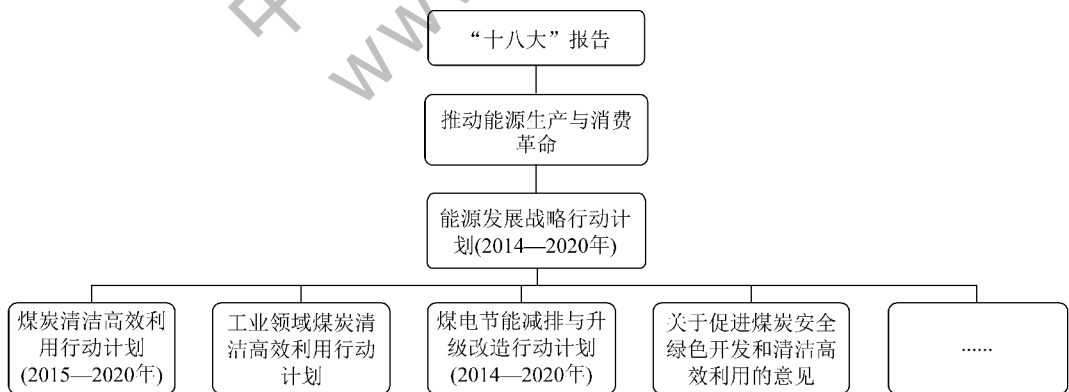 中
www
“十八大”报告
推动能源生产与消费
革命
能源发展战略行动计
划(2014—2020年)
煤炭清洁高效利
用行动计划
(2015—2020年)
工业领域煤炭清
洁高效利用行动
计划
煤电节能减排与升
级改造行动计划
(2014—2020年)
关于促进煤炭安全
绿色开发和清洁高
效利用的意见
......